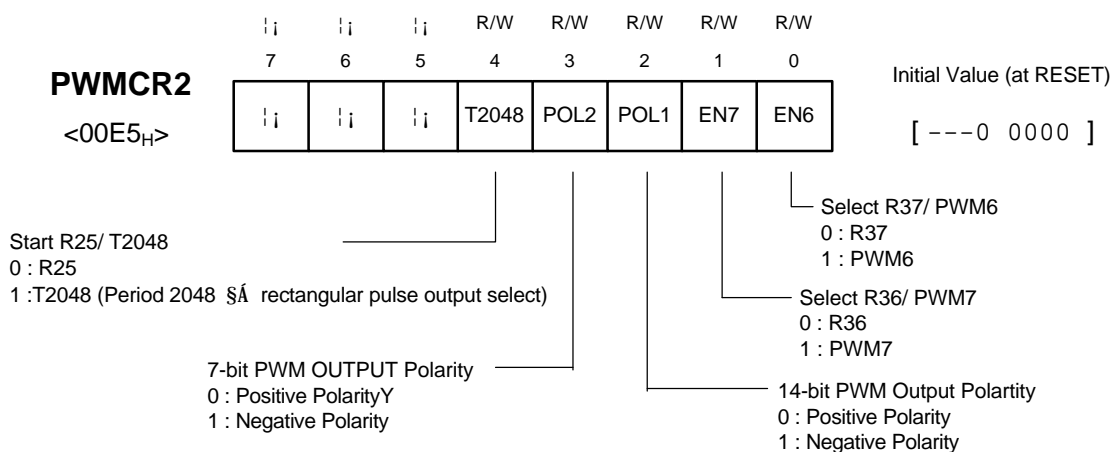 ¦¡ ¦¡ ¦¡ R/W R/W R/W R/W R/W
7 6 5 4 3 2 1 0
PWMCR2
<00E5H>
¦¡ ¦¡ ¦¡ T2048 POL2 POL1 EN7 EN6
Initial Value (at RESET)
[ ---0 0000 ]
Select R37/ PWM6
0 : R37
1 : PWM6
Start R25/ T2048
0 : R25
1 :T2048 (Period 2048 §Á rectangular pulse output select)
Select R36/ PWM7
0 : R36
1 : PWM7
7-bit PWM OUTPUT Polarity
0 : Positive PolarityY
1 : Negative Polarity
14-bit PWM Output Polartity
0 : Positive Polarity
1 : Negative Polarity